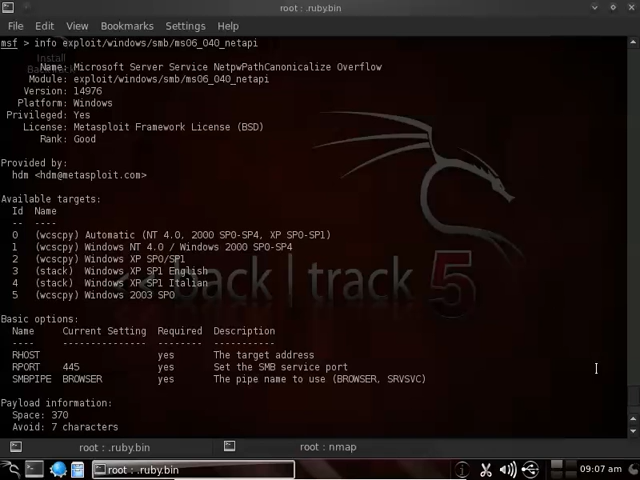 root : .ruby.bin
File Edit View Bookmarks Settings Help
msf > info exploit/windows/smb/ms06_040_netapi
Install
Name: Microsoft Server Service NetpwPathCanonicalize Overflow
Module: exploit/windows/smb/ms06_040_netapi
Version: 14976
Platform: Windows
Privileged: Yes
License: Metasploit Framework License (BSD)
Rank: Good
Provided by:
hdm <hdm@metasploit.com>
Available targets:
Id Name
-- ----
0 (wcscpy) Automatic (NT 4.0, 2000 SP0-SP4, XP SP0-SP1)
1 (wcscpy) Windows NT 4.0 / Windows 2000 SP0-SP4
2 (wcscpy) Windows XP SP0/SP1
3 (stack) Windows XP SP1 English
4 (stack) Windows XP SP1 Italian
5 (wcscpy) Windows 2003 SP0
<< back | track 5
Basic options:
Name Current Setting Required Description
---- --------------- -------- -----------
RHOST yes The target address
RPORT 445 yes Set the SMB service port
SMBPIPE BROWSER yes The pipe name to use (BROWSER, SRVSVC)
Payload information:
Space: 370
Avoid: 7 characters
root : .ruby.bin root : nmap
root : .ruby.bin 09:07 am